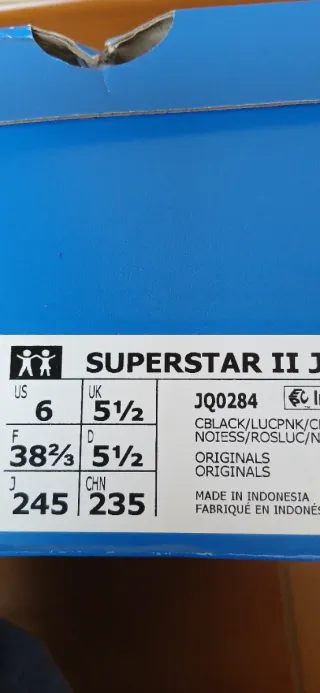 SUPERSTAR II J
US 6 UK 5½
F 38⅔ D 5½
J 245 CHN 235
JQ0284
CBLACK/LUCPNK/C
NOIESS/ROSLUC/N
ORIGINALS
ORIGINALS
MADE IN INDONESIA
FABRIQUÉ EN INDONÉS